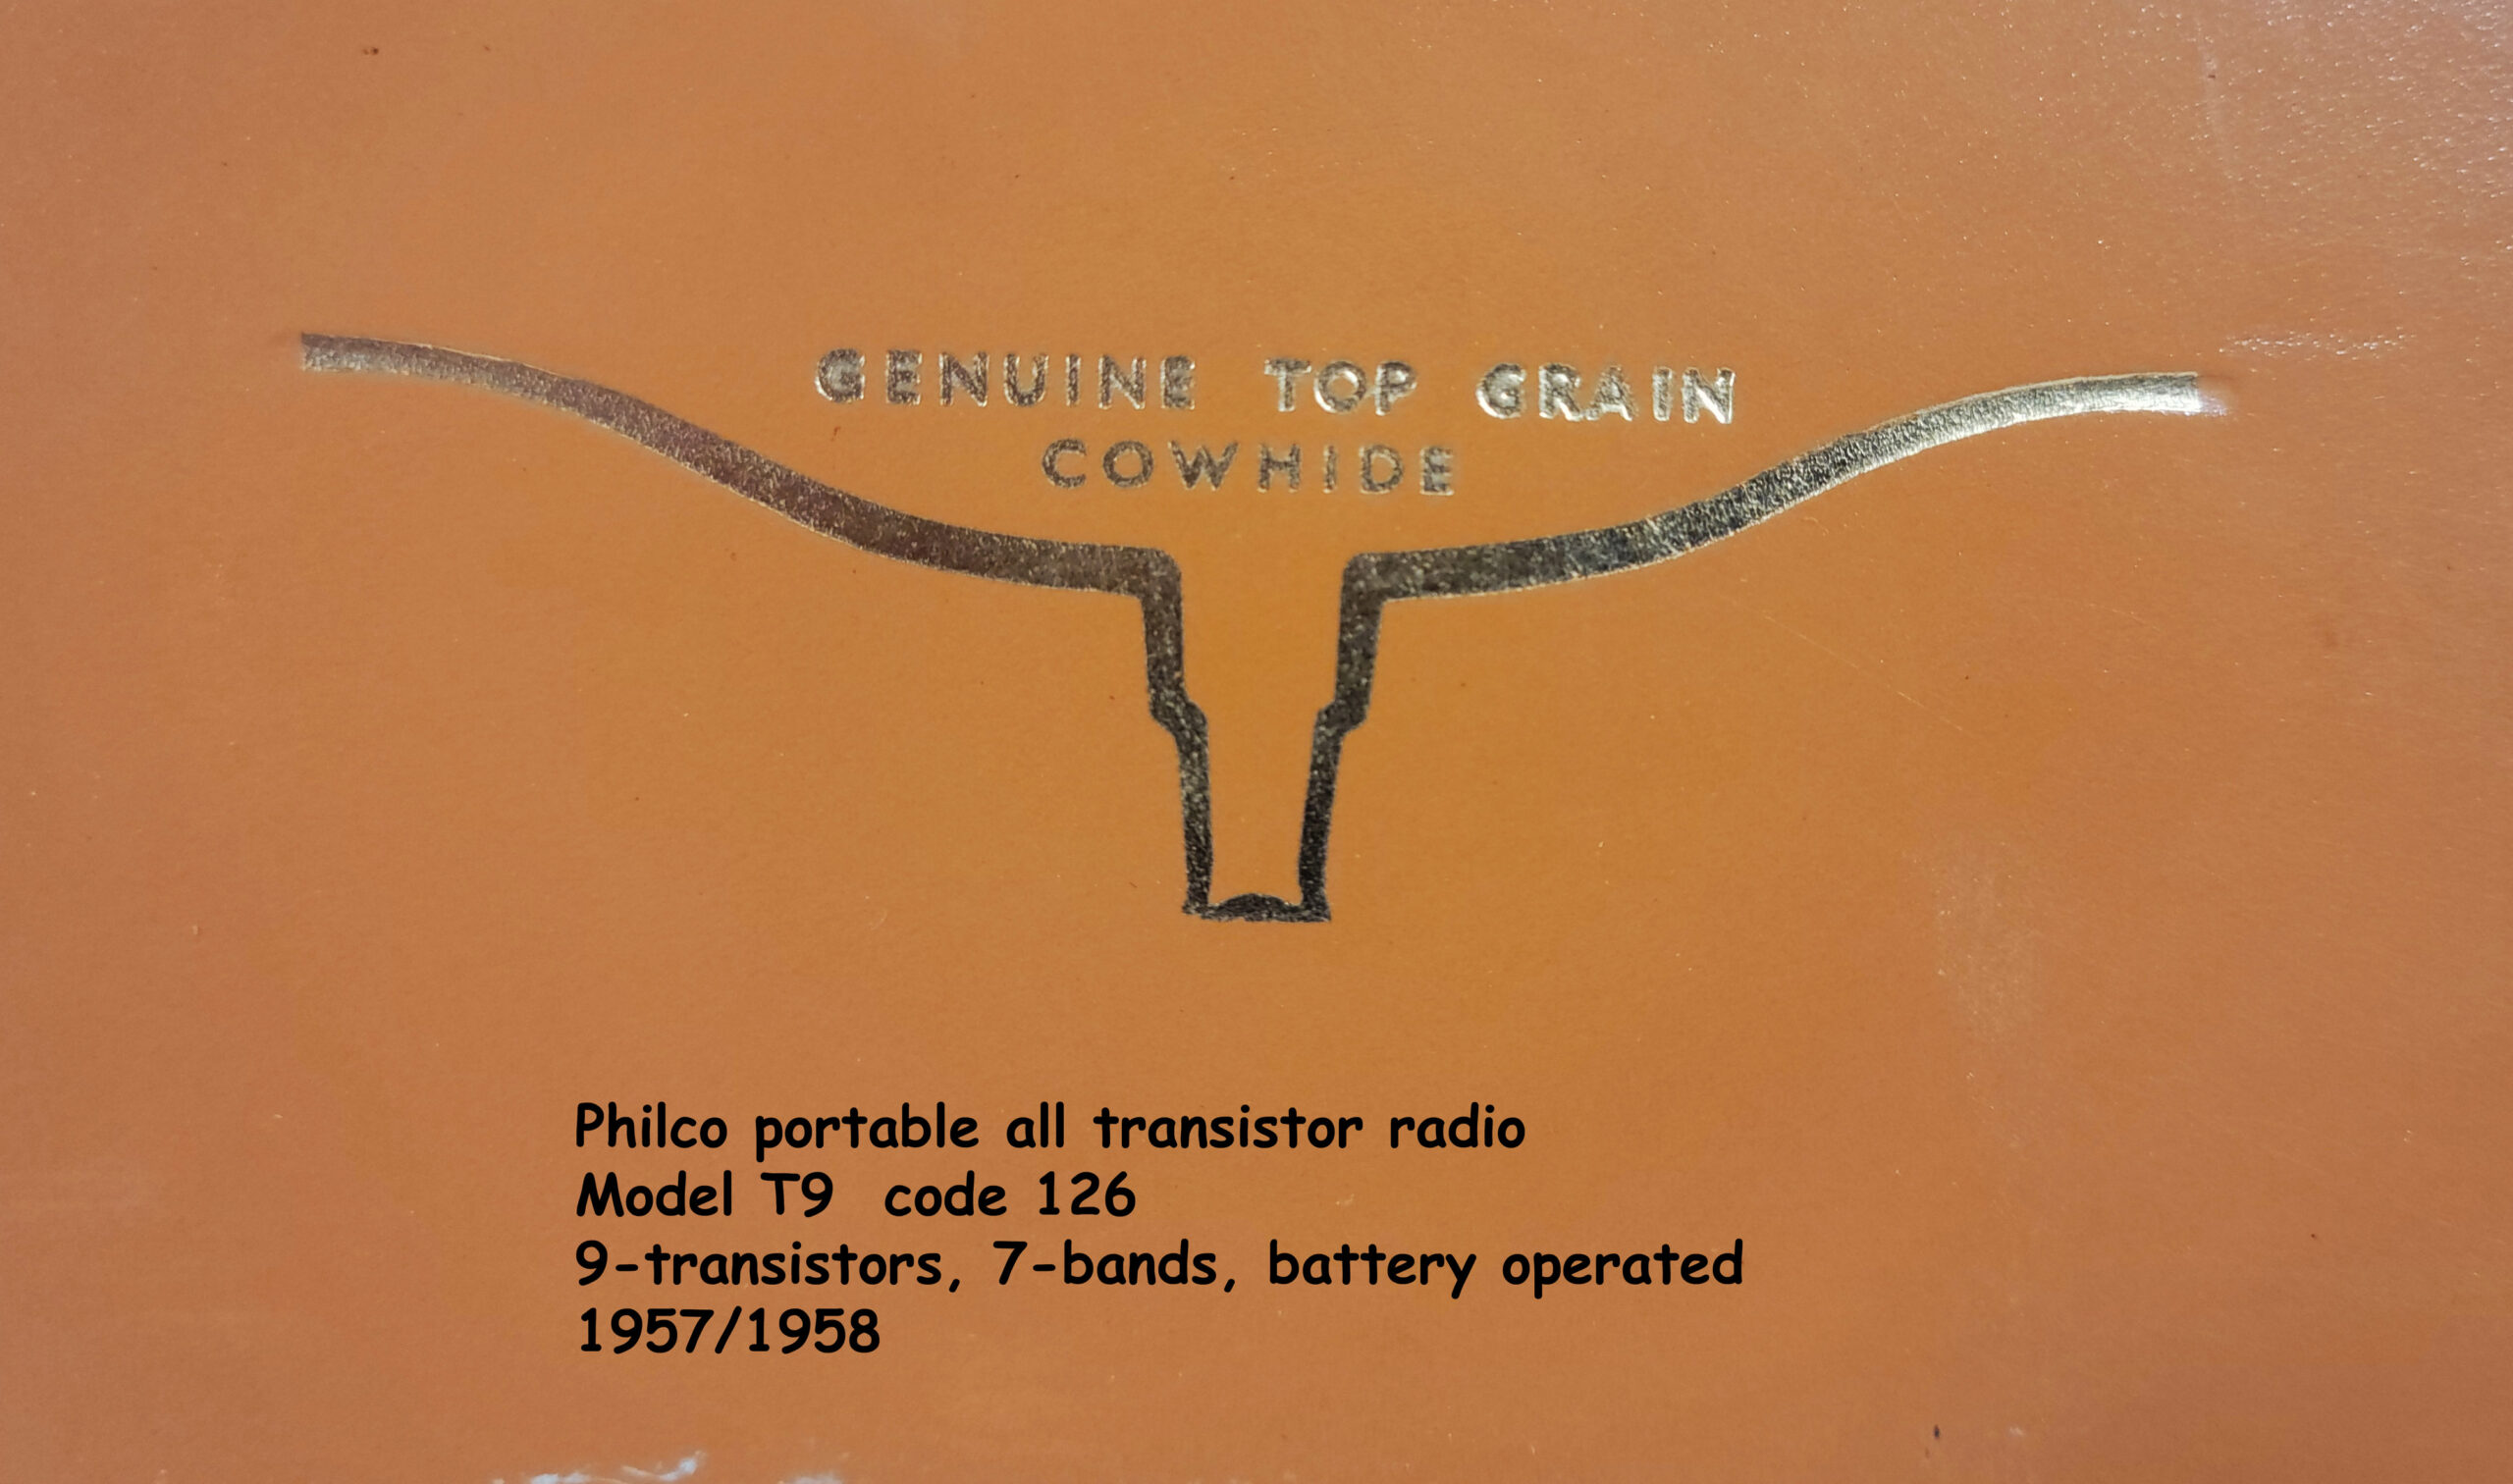 GENUINE TOP GRAIN
COWHIDE
Philco portable all transistor radio
Model T9  code 126
9-transistors, 7-bands, battery operated
1957/1958